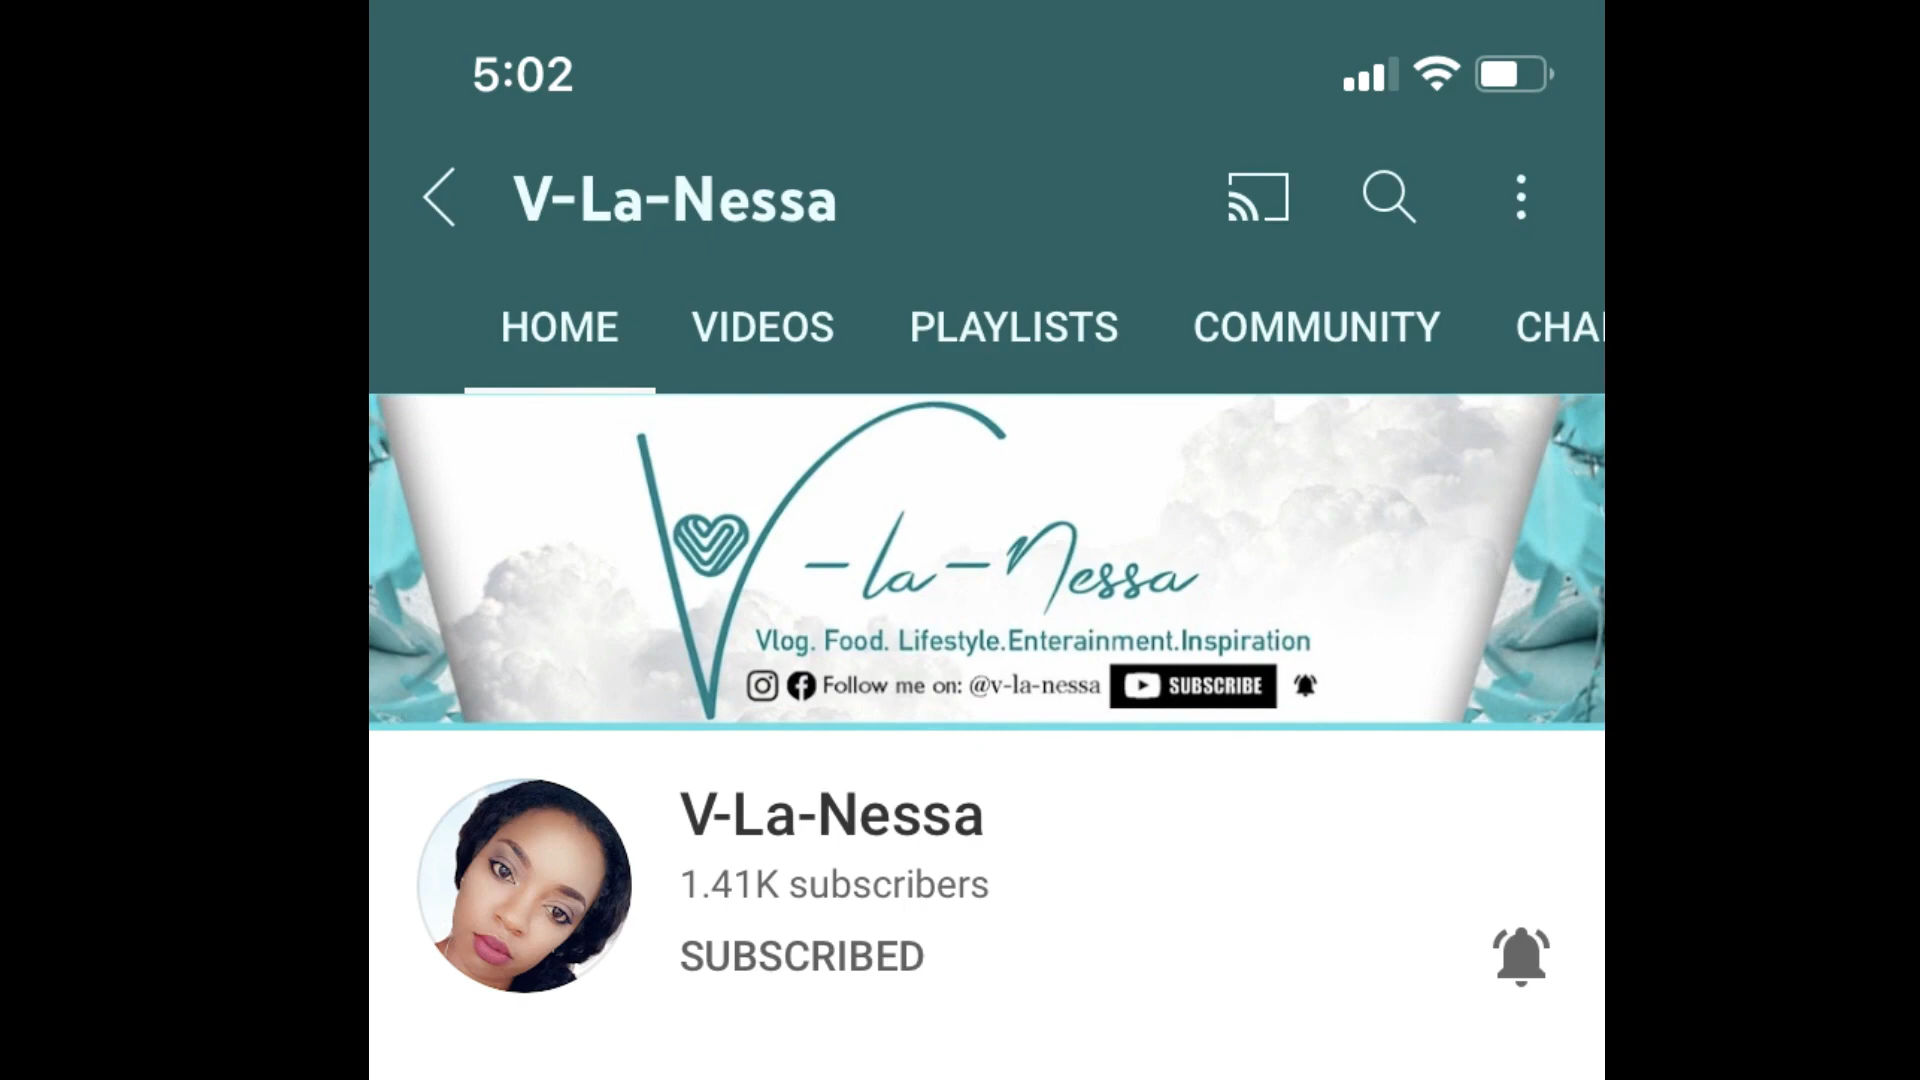 5:02
V-La-Nessa
HOME VIDEOS PLAYLISTS COMMUNITY CHA
V-la-Nessa
Vlog. Food. Lifestyle.Enterainment.Inspiration
Follow me on: @v-la-nessa SUBSCRIBE
V-La-Nessa
1.41K subscribers
SUBSCRIBED